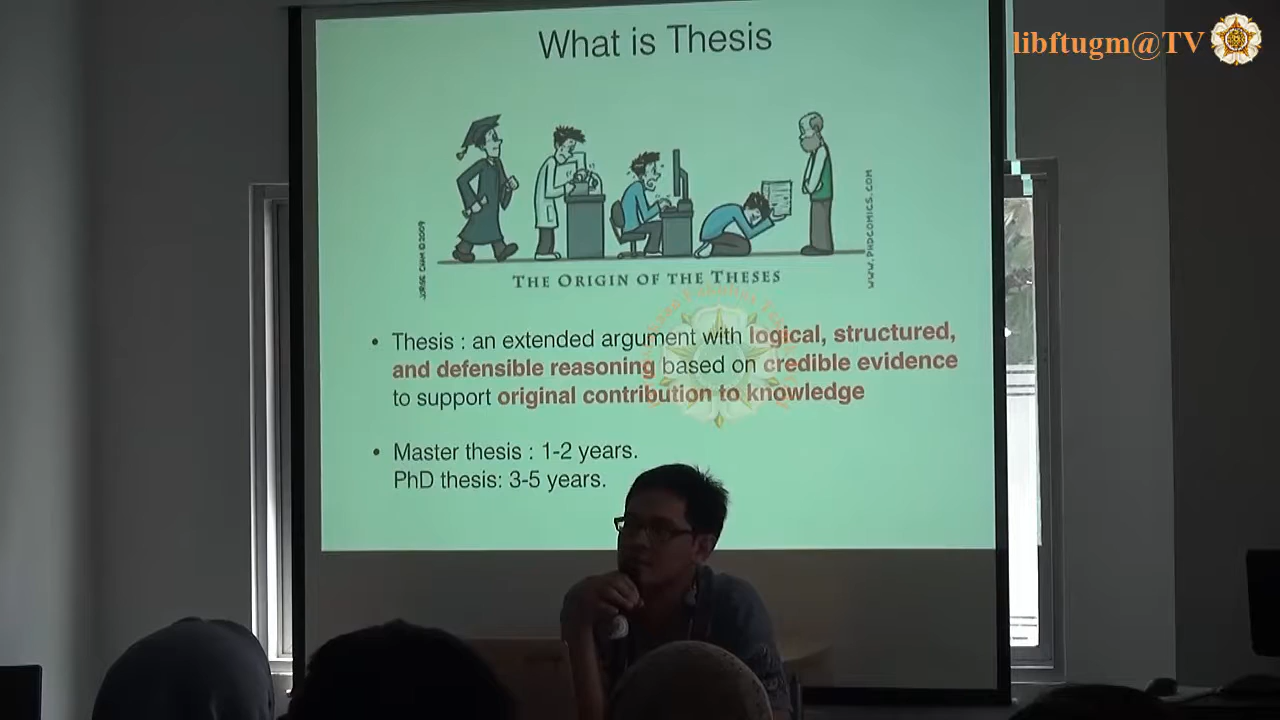 What is Thesis
libftugm@TV
JORGE CHAM © 2009
WWW.PHDCOMICS.COM
THE ORIGIN OF THE THESES
• Thesis : an extended argument with logical, structured,
and defensible reasoning based on credible evidence
to support original contribution to knowledge
• Master thesis : 1-2 years.
PhD thesis: 3-5 years.